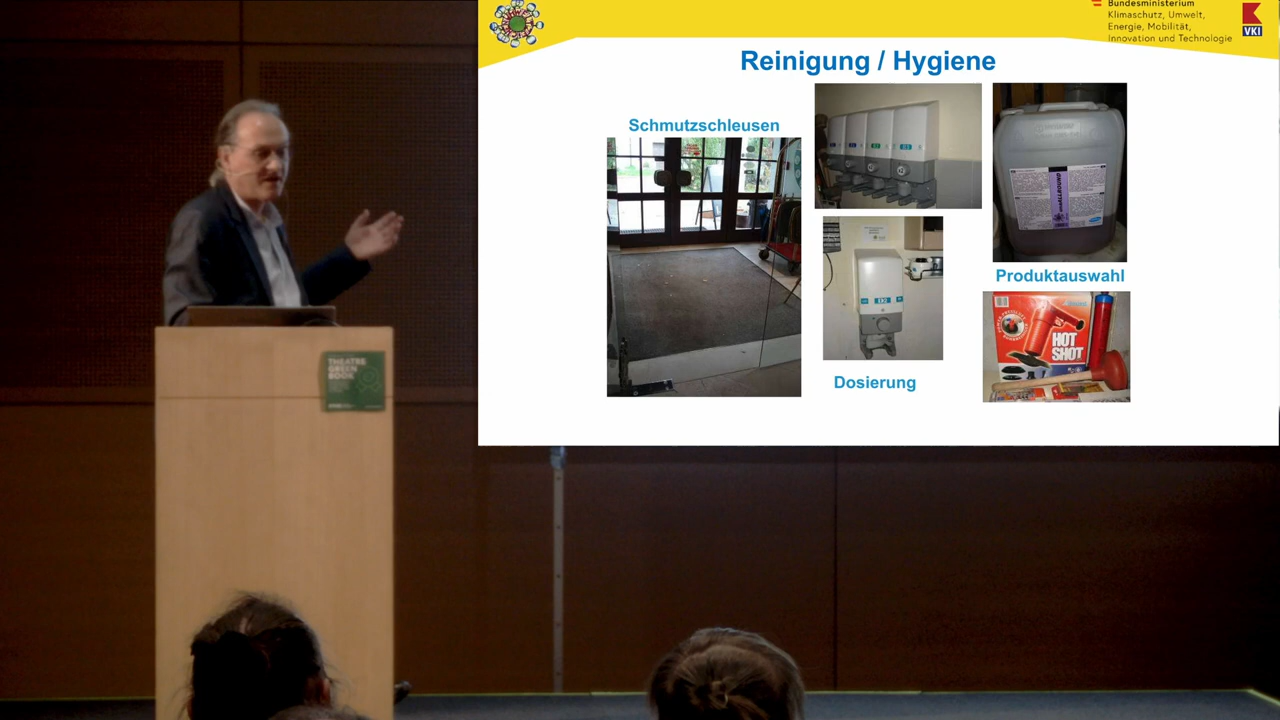 Bundesministerium
Klimaschutz, Umwelt,
Energie, Mobilität,
Innovation und Technologie
VKI
Reinigung / Hygiene
Schmutzschleusen
Produktauswahl
HOT
SHOT
Dosierung
THEATRE
GREEN
BOOK